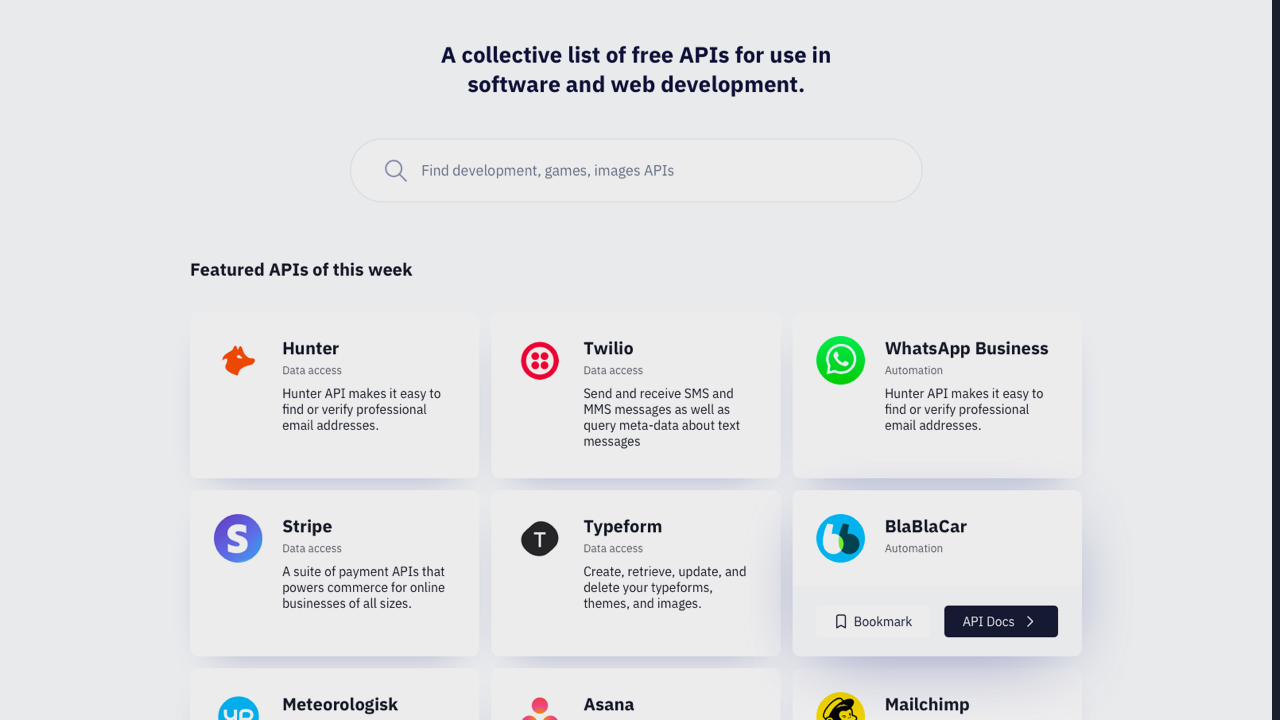 A collective list of free APIs for use in
software and web development.
Find development, games, images APIs
Featured APIs of this week
Hunter
Data access
Hunter API makes it easy to
find or verify professional
email addresses.
Twilio
Data access
Send and receive SMS and
MMS messages as well as
query meta-data about text
messages
WhatsApp Business
Automation
Hunter API makes it easy to
find or verify professional
email addresses.
S
Stripe
Data access
A suite of payment APIs that
powers commerce for online
businesses of all sizes.
T
Typeform
Data access
Create, retrieve, update, and
delete your typeforms,
themes, and images.
BlaBlaCar
Automation
Bookmark
API Docs
Meteorologisk
Asana
Mailchimp